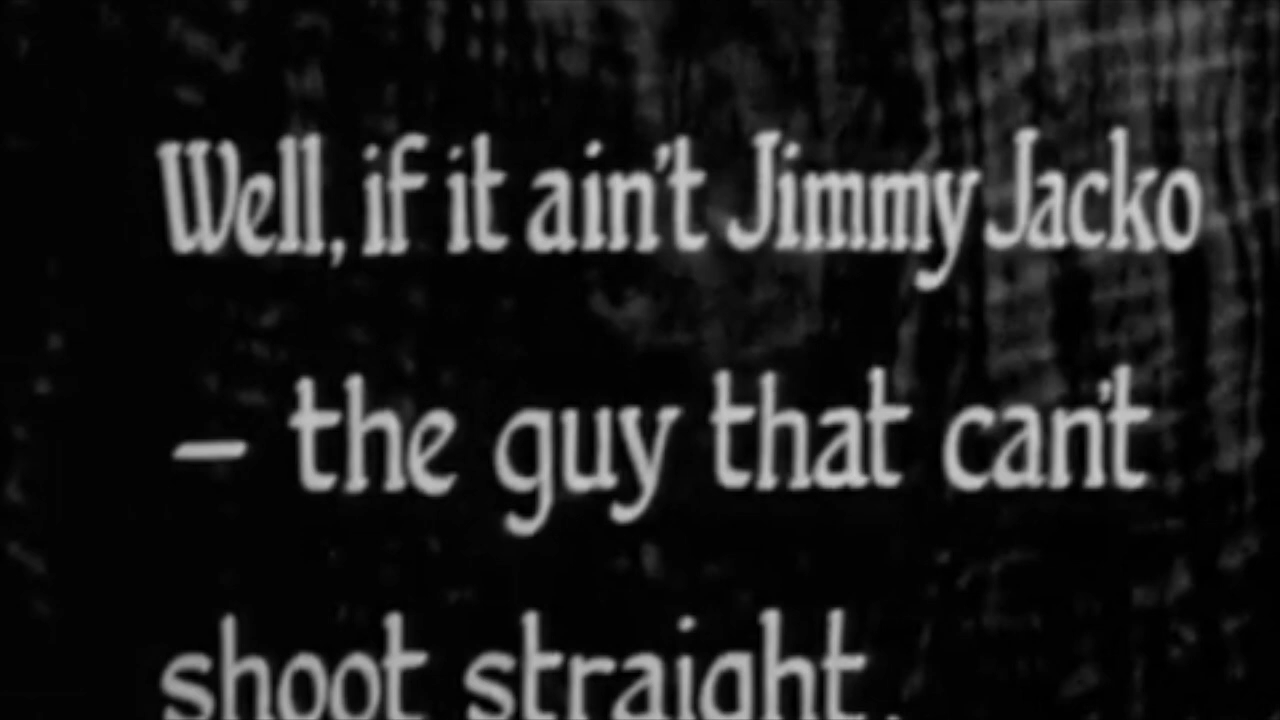 Well, if it ain't Jimmy Jacko
– the guy that can't
shoot straight.